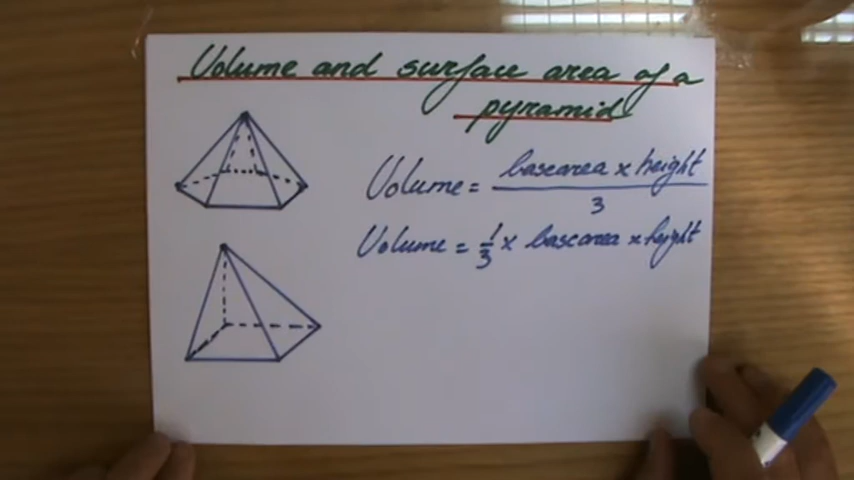 Volume and surface area of a
pyramid
Volume = basearea x height
3
Volume = 1/3 x basearea x height